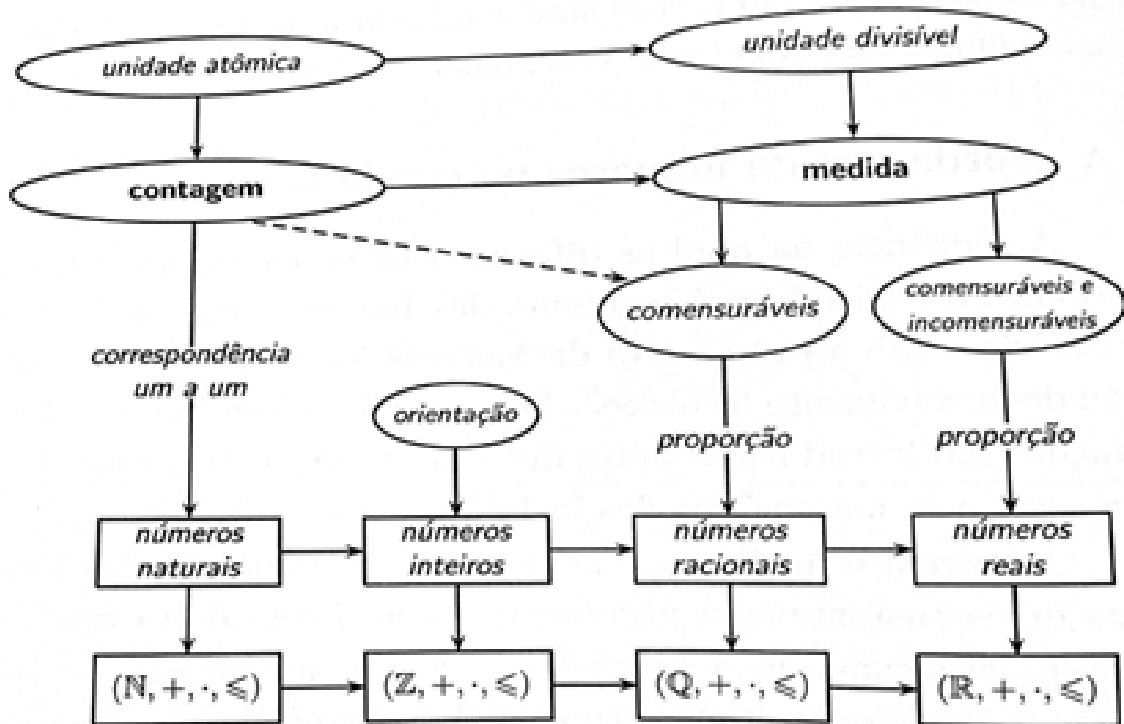 unidade atômica
unidade divisível
contagem
medida
comensuráveis
comensuráveis e
incomensuráveis
correspondência
um a um
orientação
proporção
proporção
números
naturais
números
inteiros
números
racionais
números
reais
(ℕ, +, ·, ⩽)
(ℤ, +, ·, ⩽)
(ℚ, +, ·, ⩽)
(ℝ, +, ·, ⩽)